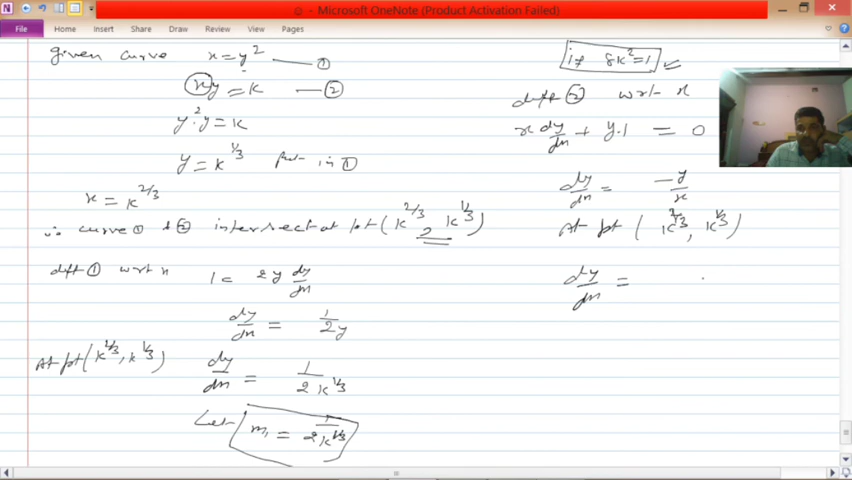 Microsoft OneNote (Product Activation Failed)
File Home Insert Draw History Review View Pages
given curve x = y² — ①
xy = k — ②
y².y = k
y = k^1/3 put in ①
x = k^2/3
∴ curve ① & ② intersect at pt (k^2/3, k^1/3)
diff ① wrt x 1 = 2y dy/dx
dy/dx = 1/2y
At pt (k^2/3, k^1/3) dy/dx = 1/2k^1/3
Let m₁ = 1/2k^1/3
if 8k²=1
diff ② wrt x
x dy/dx + y.1 = 0
dy/dx = -y/x
At pt (k^2/3, k^1/3)
dy/dx =